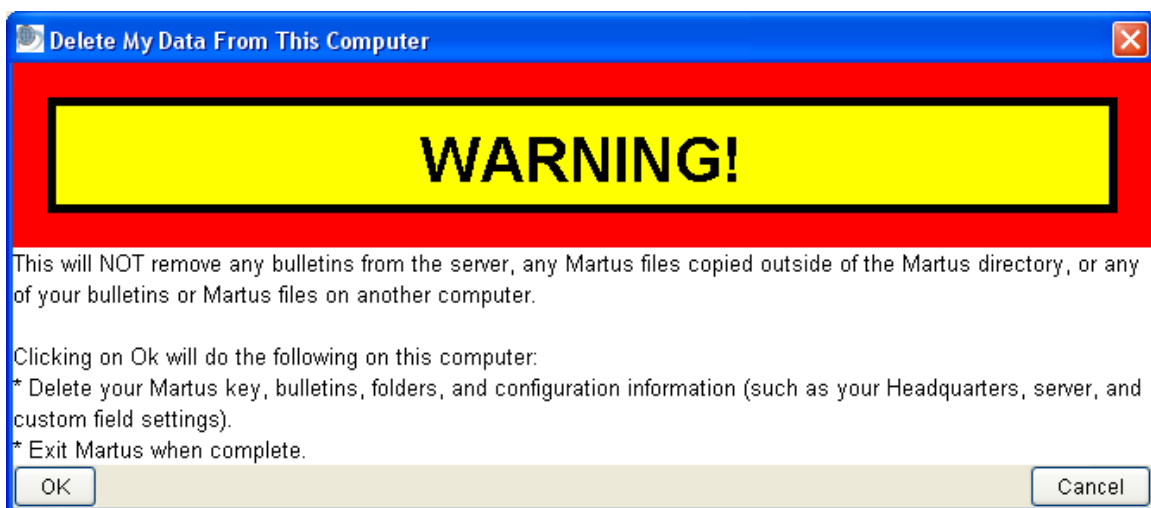 Delete My Data From This Computer
WARNING!
This will NOT remove any bulletins from the server, any Martus files copied outside of the Martus directory, or any
of your bulletins or Martus files on another computer.
Clicking on Ok will do the following on this computer:
* Delete your Martus key, bulletins, folders, and configuration information (such as your Headquarters, server, and
custom field settings).
* Exit Martus when complete.
OK
Cancel